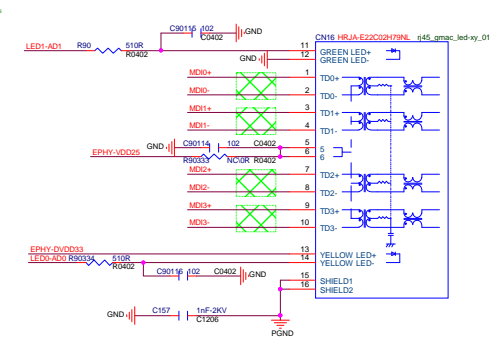 C90115 102
C0402
GND
CN16 HRJA-E22C02H79NL rj45_gmac_led-xy_01
LED1-AD1 R90 510R
R0402
11 GREEN LED+
12 GREEN LED-
GND
MDI0+ 1 TD0+
MDI0- 2 TD0-
MDI1+ 3 TD1+
MDI1- 4 TD1-
GND C90114 102 C0402 5 5
EPHY-VDD25 6 6
R90333 NC\0R R0402
MDI2+ 7 TD2+
MDI2- 8 TD2-
MDI3+ 9 TD3+
MDI3- 10 TD3-
EPHY-DVDD33 13 YELLOW LED+
LED0-AD0 R90334 510R 14 YELLOW LED-
R0402
C90116 102 C0402 GND
15 SHIELD1
16 SHIELD2
GND C157 1nF-2KV
C1206
PGND